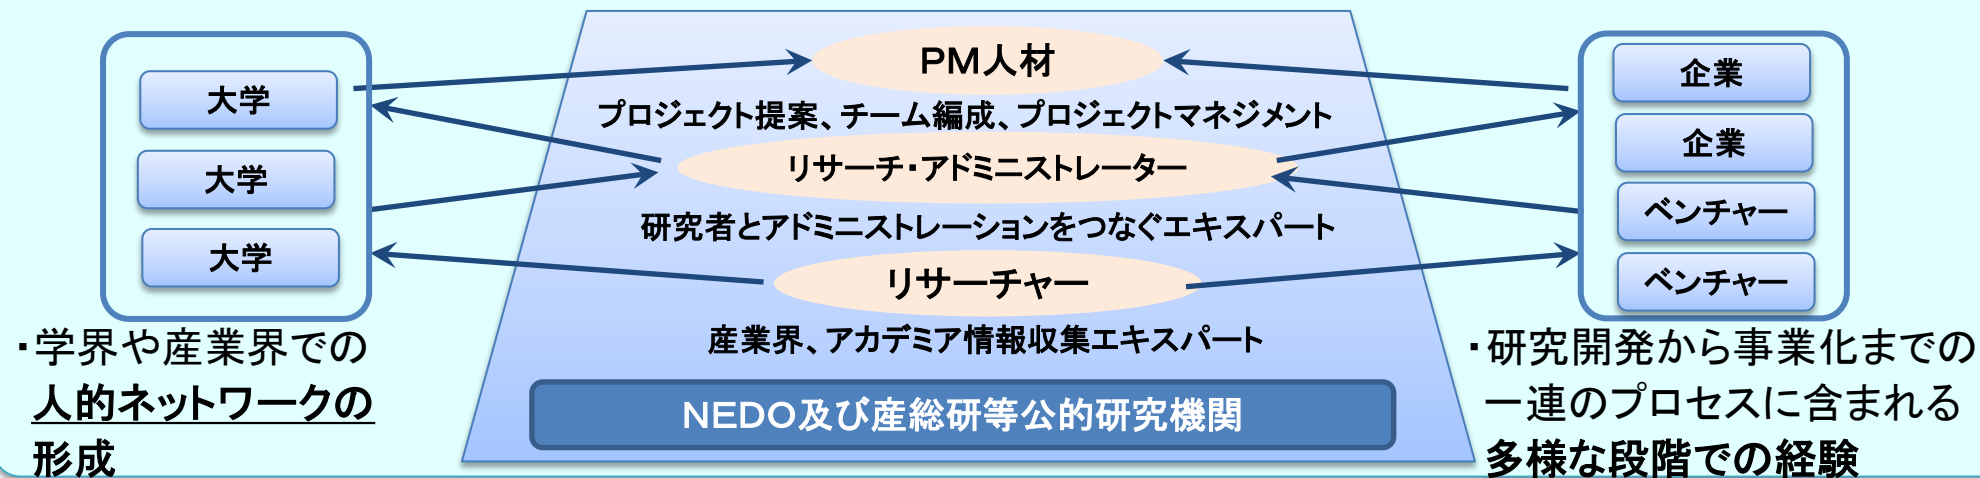 大学
大学
大学
・学界や産業界での
人的ネットワークの
形成
PM人材
プロジェクト提案、チーム編成、プロジェクトマネジメント
リサーチ・アドミニストレーター
研究者とアドミニストレーションをつなぐエキスパート
リサーチャー
産業界、アカデミア情報収集エキスパート
NEDO及び産総研等公的研究機関
企業
企業
ベンチャー
ベンチャー
・研究開発から事業化までの
一連のプロセスに含まれる
多様な段階での経験